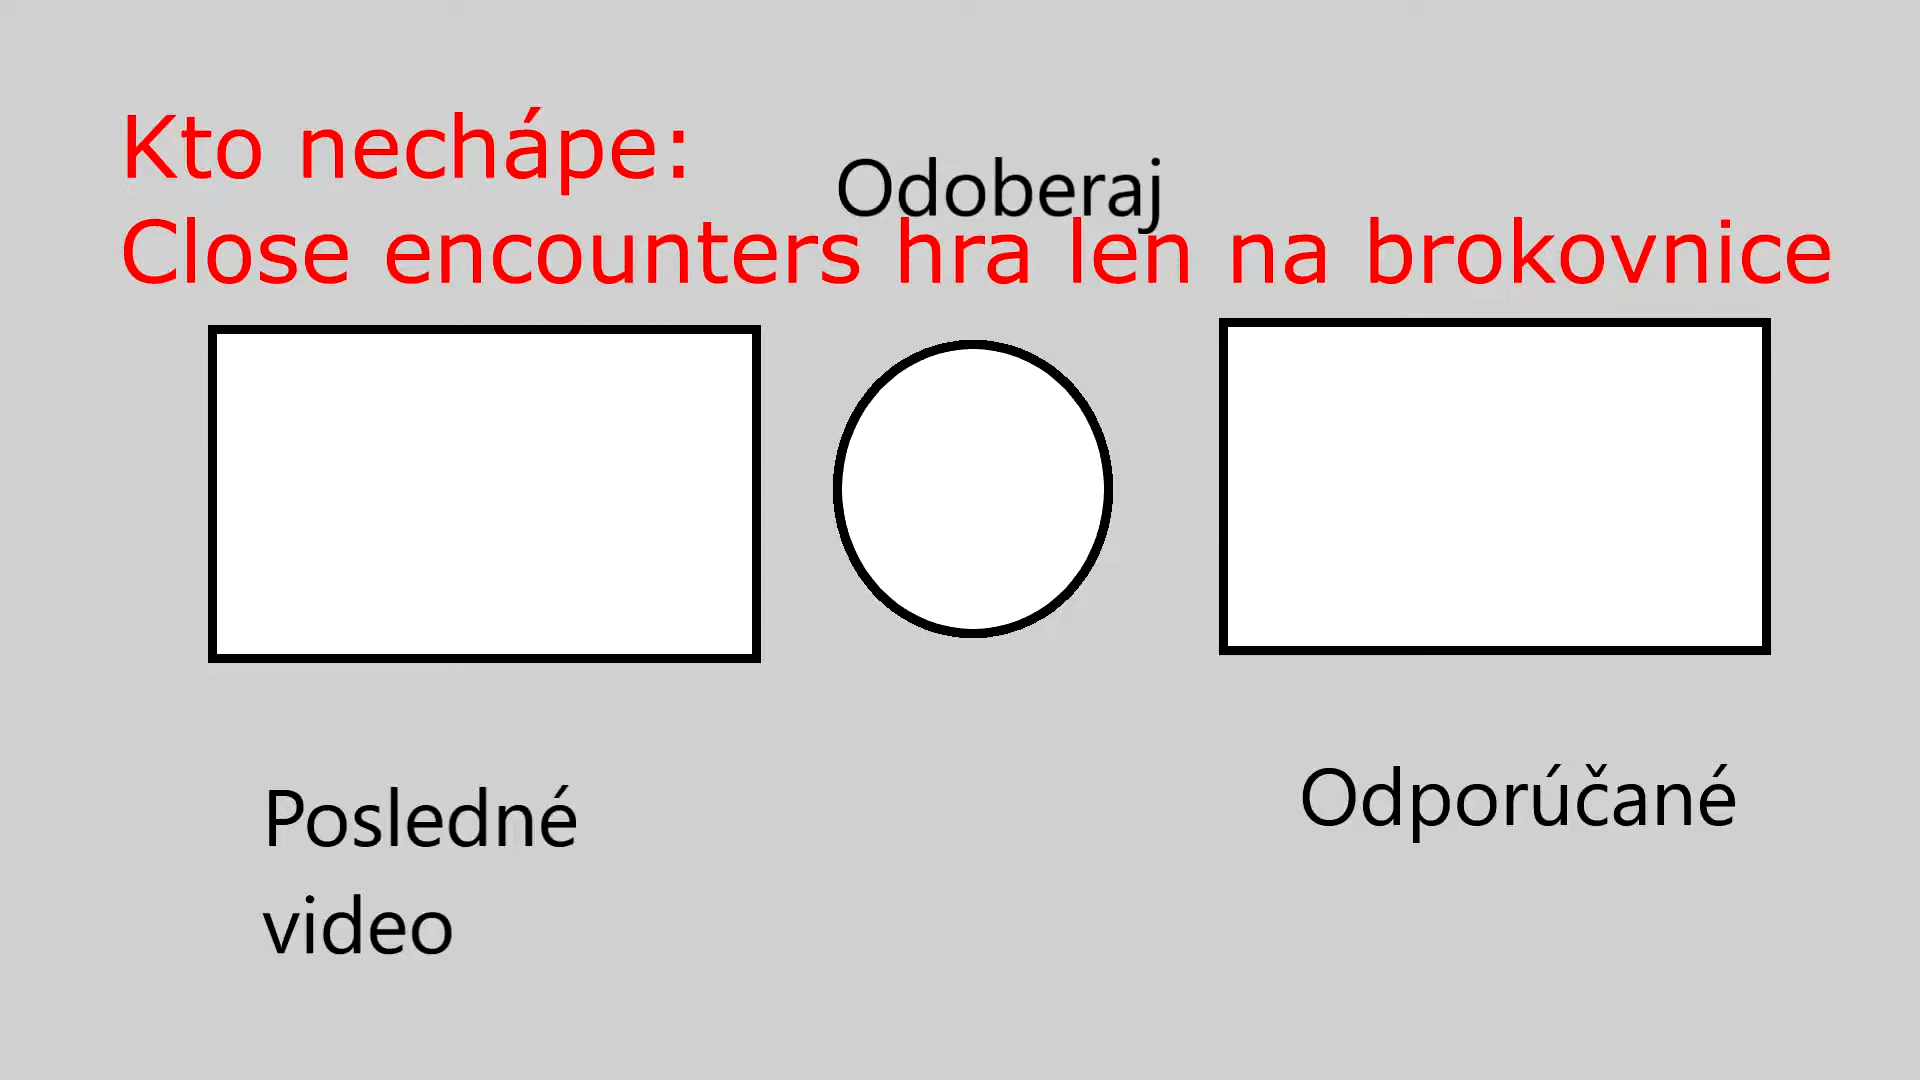 Kto nechápe:
Odoberaj
Close encounters hra len na brokovnice
Posledné
video
Odporúčané